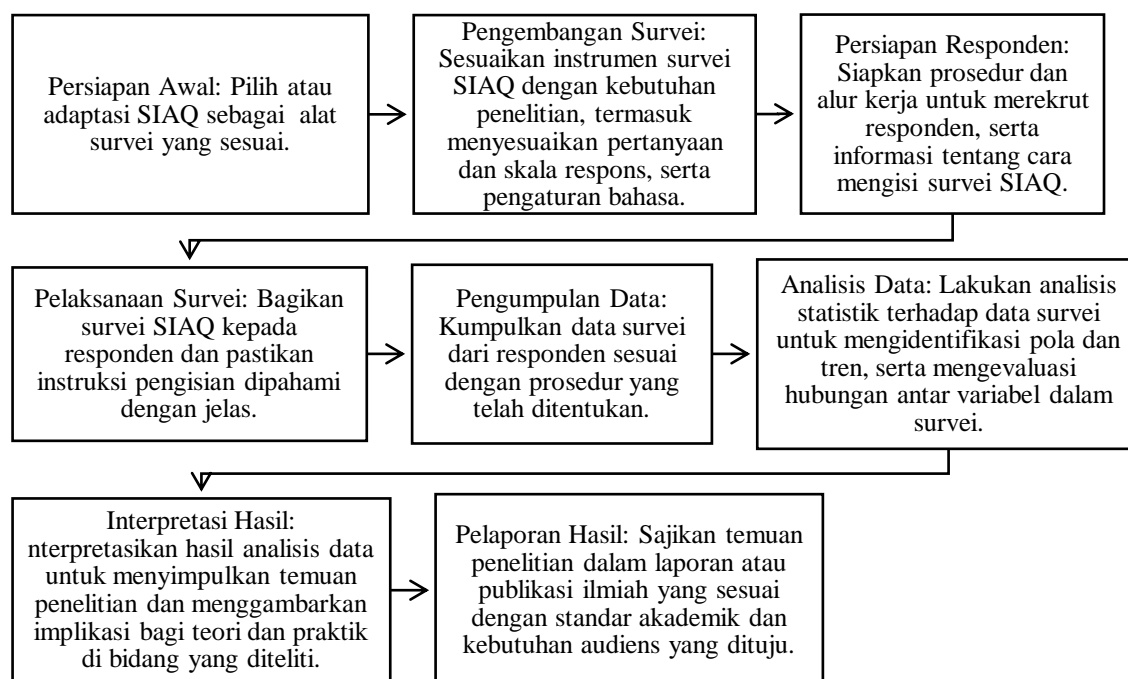 Persiapan Awal: Pilih atau
adaptasi SIAQ sebagai  alat
survei yang sesuai.
Pengembangan Survei:
Sesuaikan instrumen survei
SIAQ dengan kebutuhan
penelitian, termasuk
menyesuaikan pertanyaan
dan skala respons, serta
pengaturan bahasa.
Persiapan Responden:
Siapkan prosedur dan
alur kerja untuk merekrut
responden, serta
informasi tentang cara
mengisi survei SIAQ.
Pelaksanaan Survei: Bagikan
survei SIAQ kepada
responden dan pastikan
instruksi pengisian dipahami
dengan jelas.
Pengumpulan Data:
Kumpulkan data survei
dari responden sesuai
dengan prosedur yang
telah ditentukan.
Analisis Data: Lakukan analisis
statistik terhadap data survei
untuk mengidentifikasi pola dan
tren, serta mengevaluasi
hubungan antar variabel dalam
survei.
Interpretasi Hasil:
nterpretasikan hasil analisis data
untuk menyimpulkan temuan
penelitian dan menggambarkan
implikasi bagi teori dan praktik
di bidang yang diteliti.
Pelaporan Hasil: Sajikan temuan
penelitian dalam laporan atau
publikasi ilmiah yang sesuai
dengan standar akademik dan
kebutuhan audiens yang dituju.